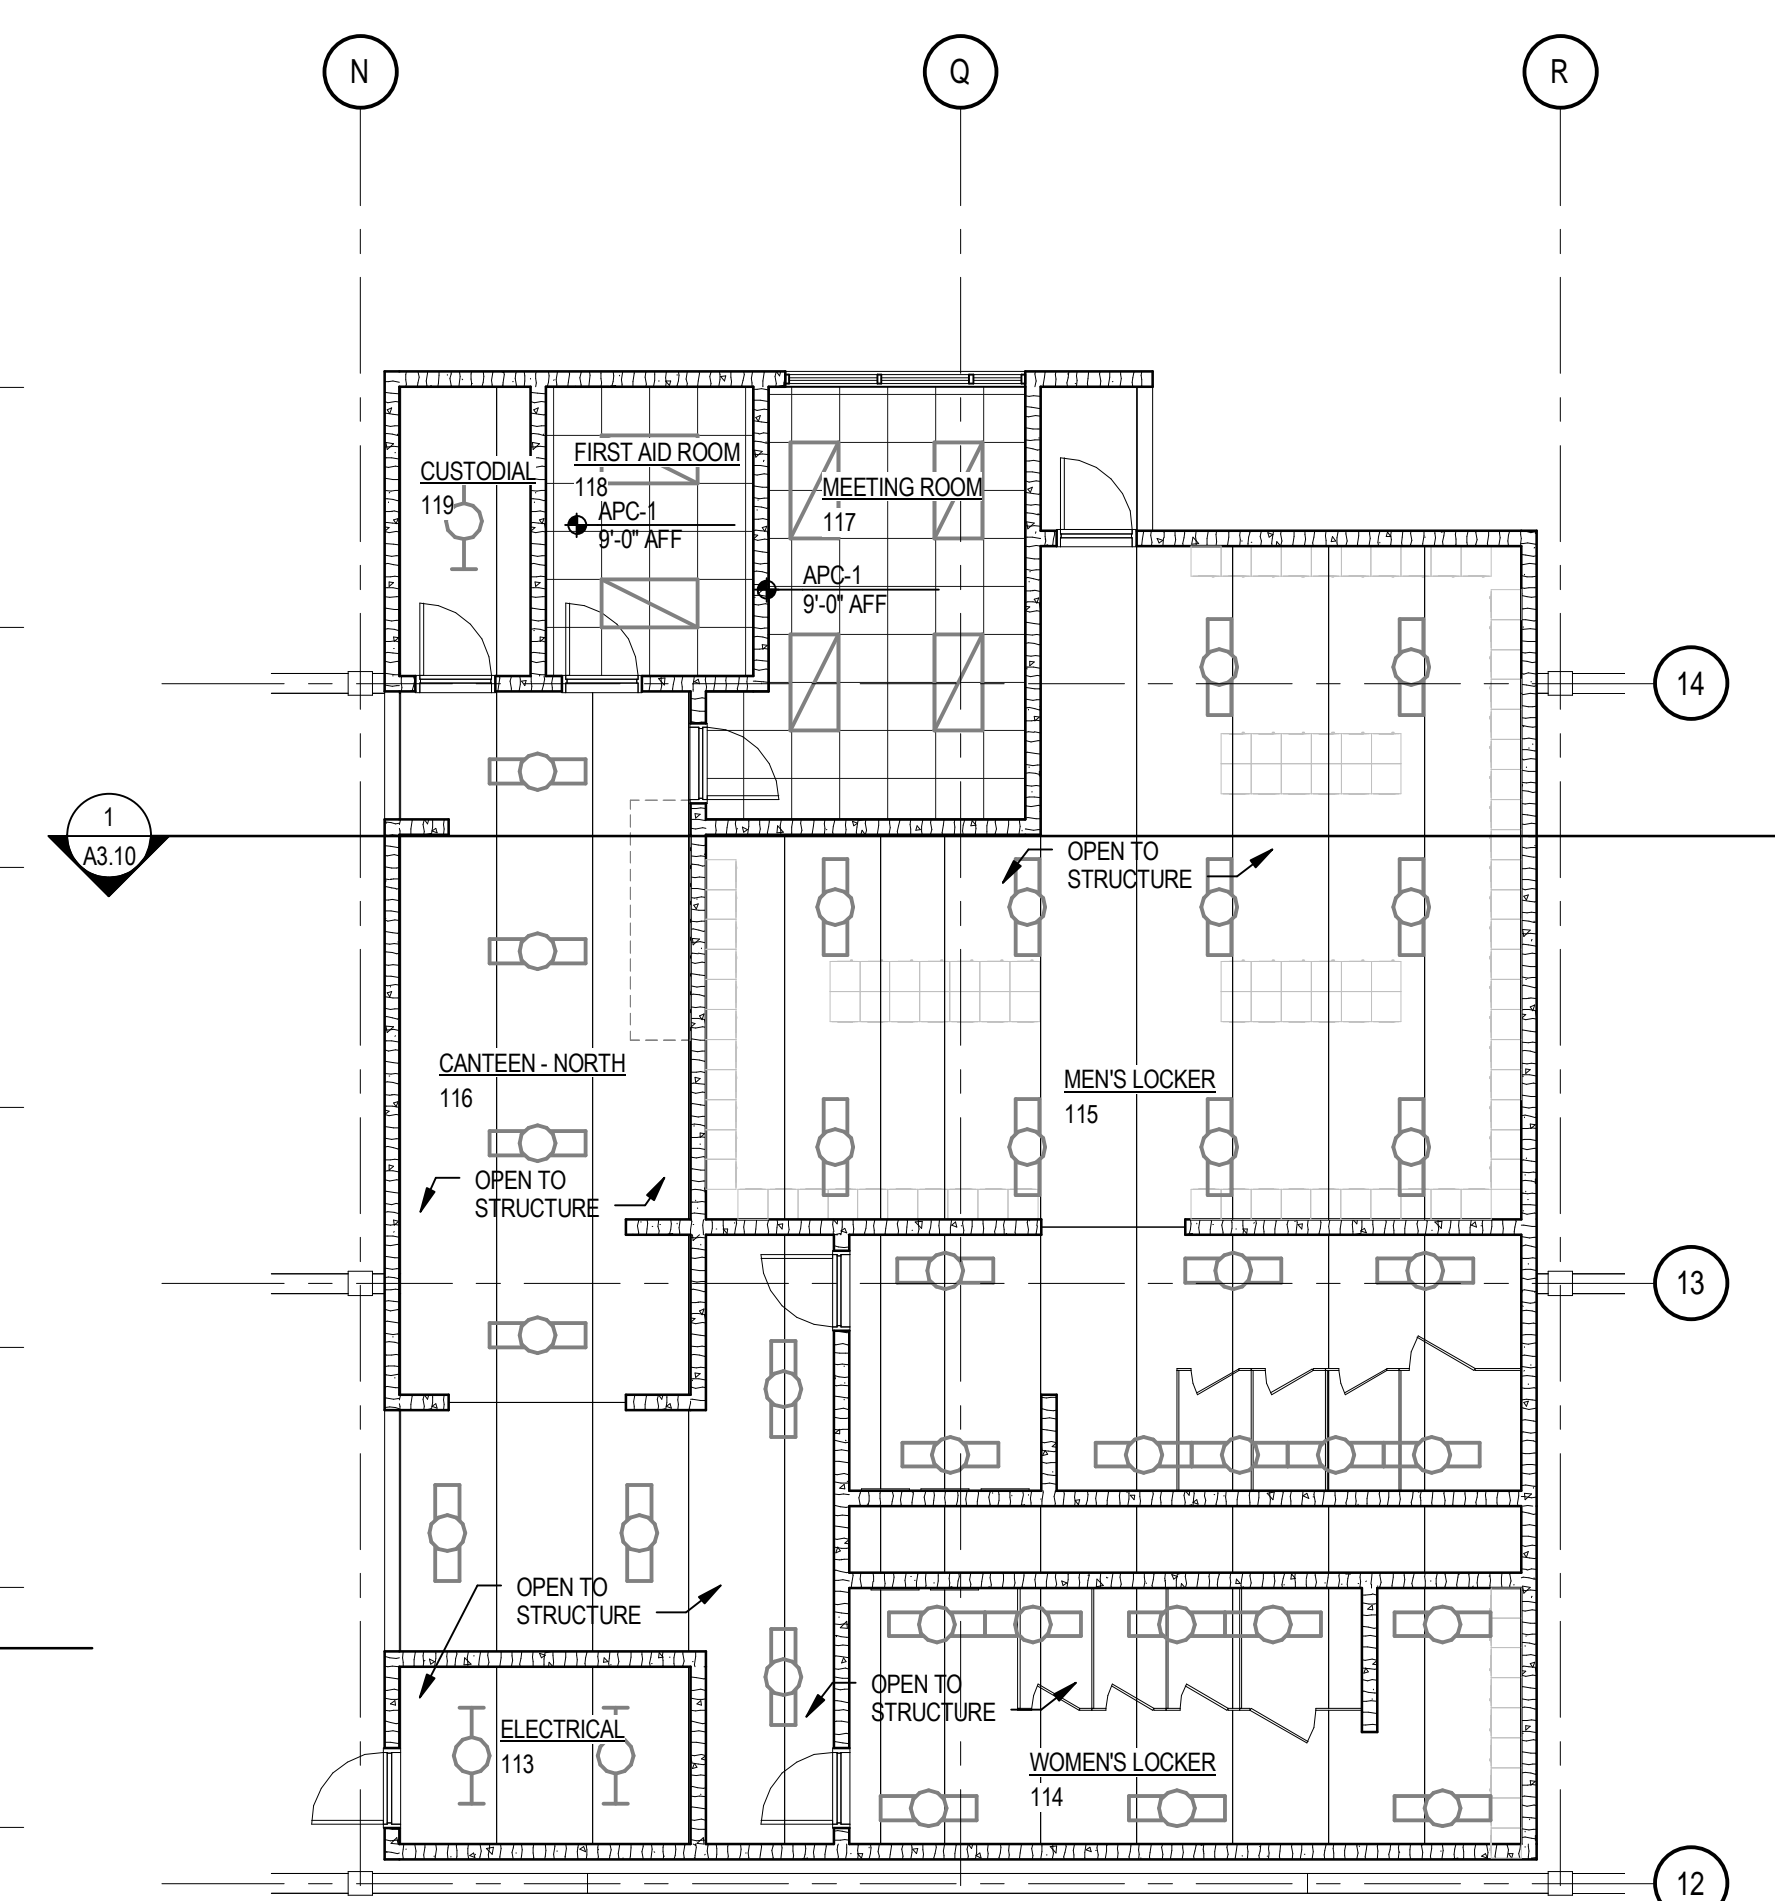 N
Q
R
FIRST AID ROOM
118
CUSTODIAL
119
MEETING ROOM
117
APC-1
9'-0" AFF
APC-1
9'-0" AFF
14
1
A3.10
OPEN TO
STRUCTURE
CANTEEN - NORTH
116
MEN'S LOCKER
115
OPEN TO
STRUCTURE
13
OPEN TO
STRUCTURE
OPEN TO
STRUCTURE
ELECTRICAL
113
WOMEN'S LOCKER
114
12